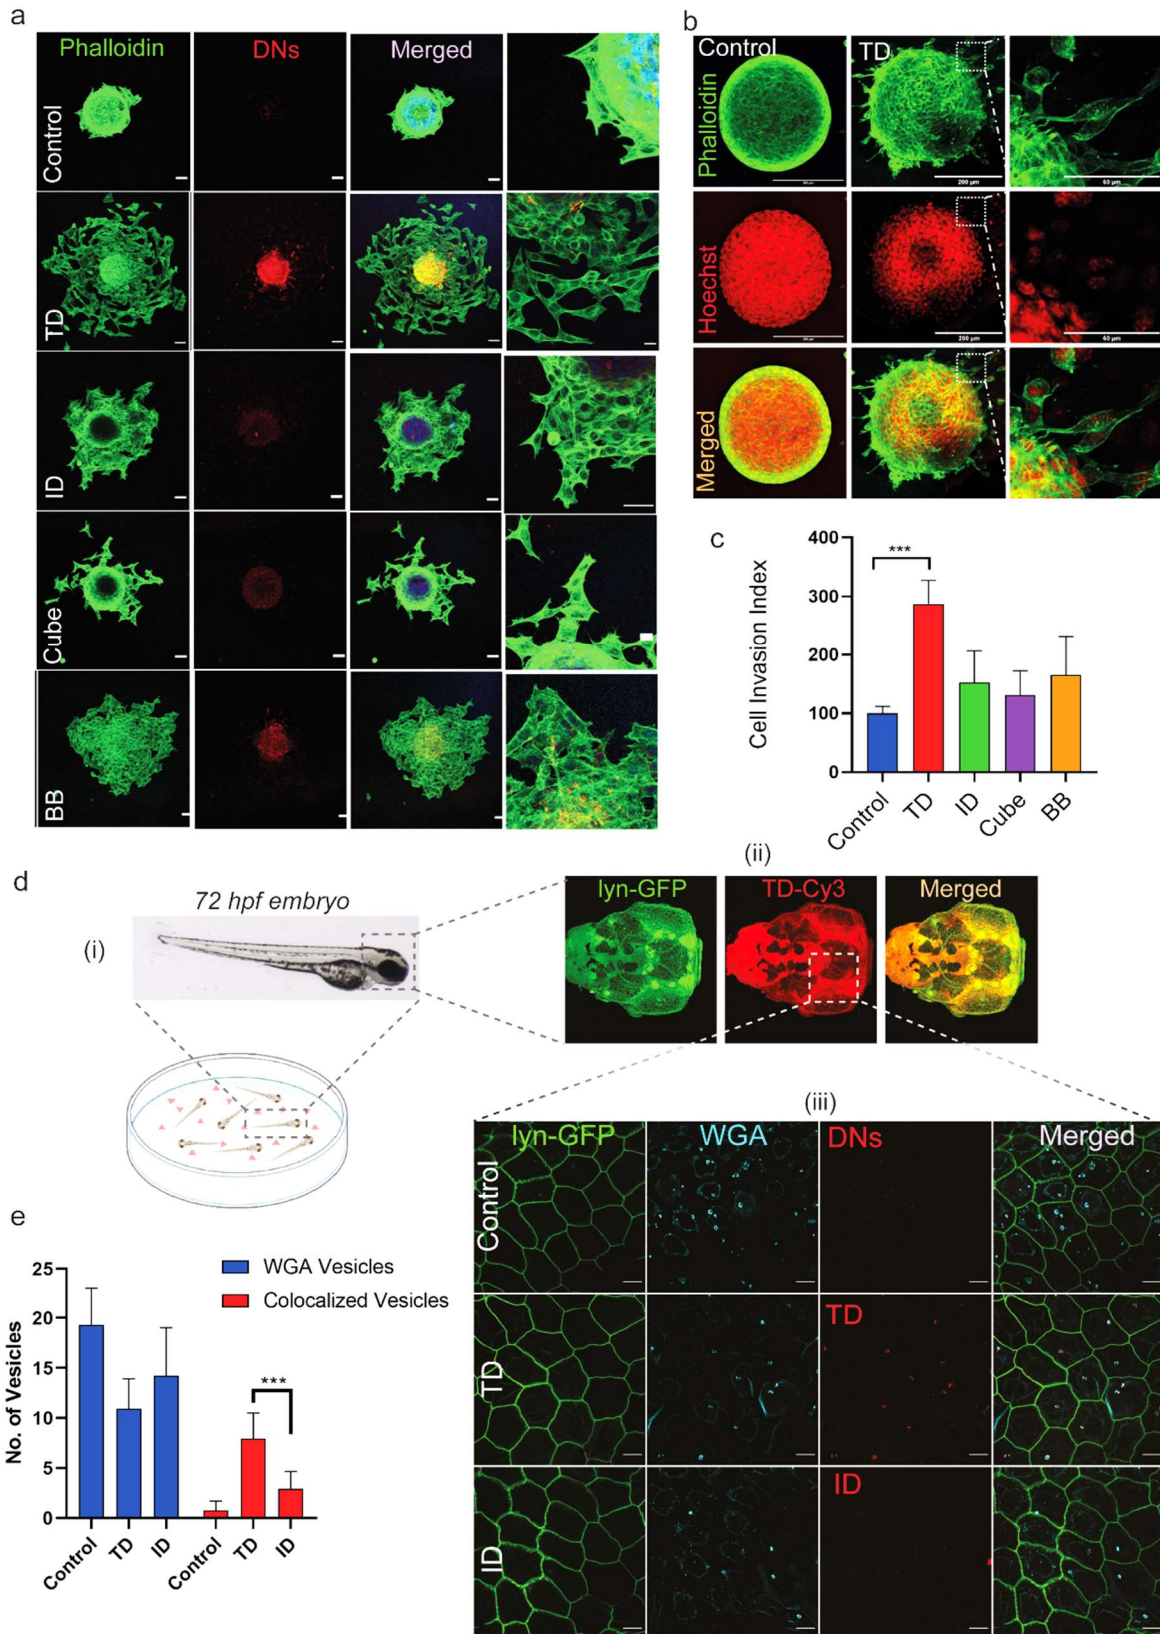 a
Phalloidin DNs Merged
Control
TD
ID
Cube
BB
b
Control TD
Phalloidin
200 µm 60 µm
Hoechst
200 µm 60 µm
Merged
200 µm 60 µm
c
Cell Invasion Index
400
300
200
100
0
***
Control TD ID Cube BB
d
72 hpf embryo
(i)
(ii)
lyn-GFP TD-Cy3 Merged
(iii)
lyn-GFP WGA DNs Merged
Control
TD TD
ID ID
e
No. of Vesicles
25
20
15
10
5
0
WGA Vesicles
Colocalized Vesicles
***
Control TD ID Control TD ID